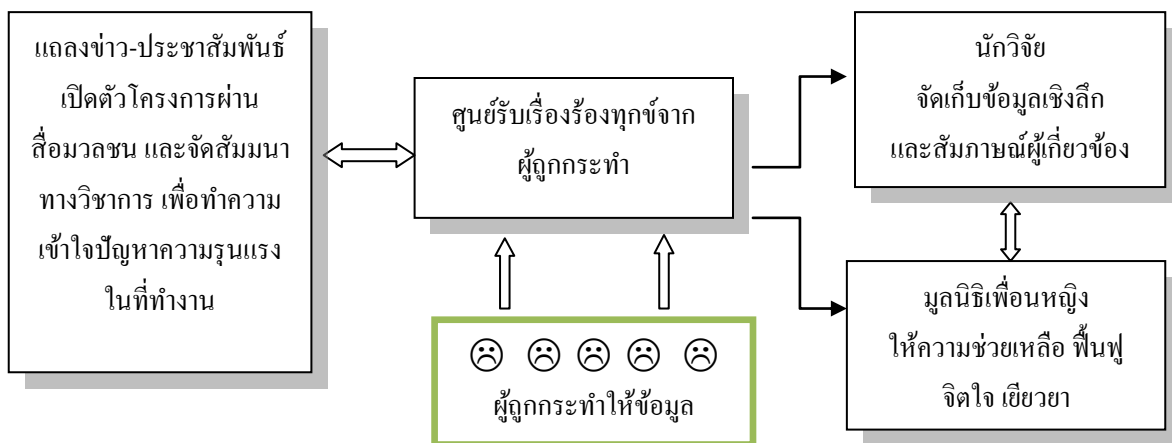 แถลงข่าว-ประชาสัมพันธ์
เปิดตัวโครงการผ่าน
สื่อมวลชน และจัดสัมมนา
ทางวิชาการ เพื่อทำความ
เข้าใจปัญหาความรุนแรง
ในที่ทำงาน
ศูนย์รับเรื่องร้องทุกข์จาก
ผู้ถูกกระทำ
ผู้ถูกกระทำให้ข้อมูล
นักวิจัย
จัดเก็บข้อมูลเชิงลึก
และสัมภาษณ์ผู้เกี่ยวข้อง
มูลนิธิเพื่อนหญิง
ให้ความช่วยเหลือ ฟื้นฟู
จิตใจ เยียวยา